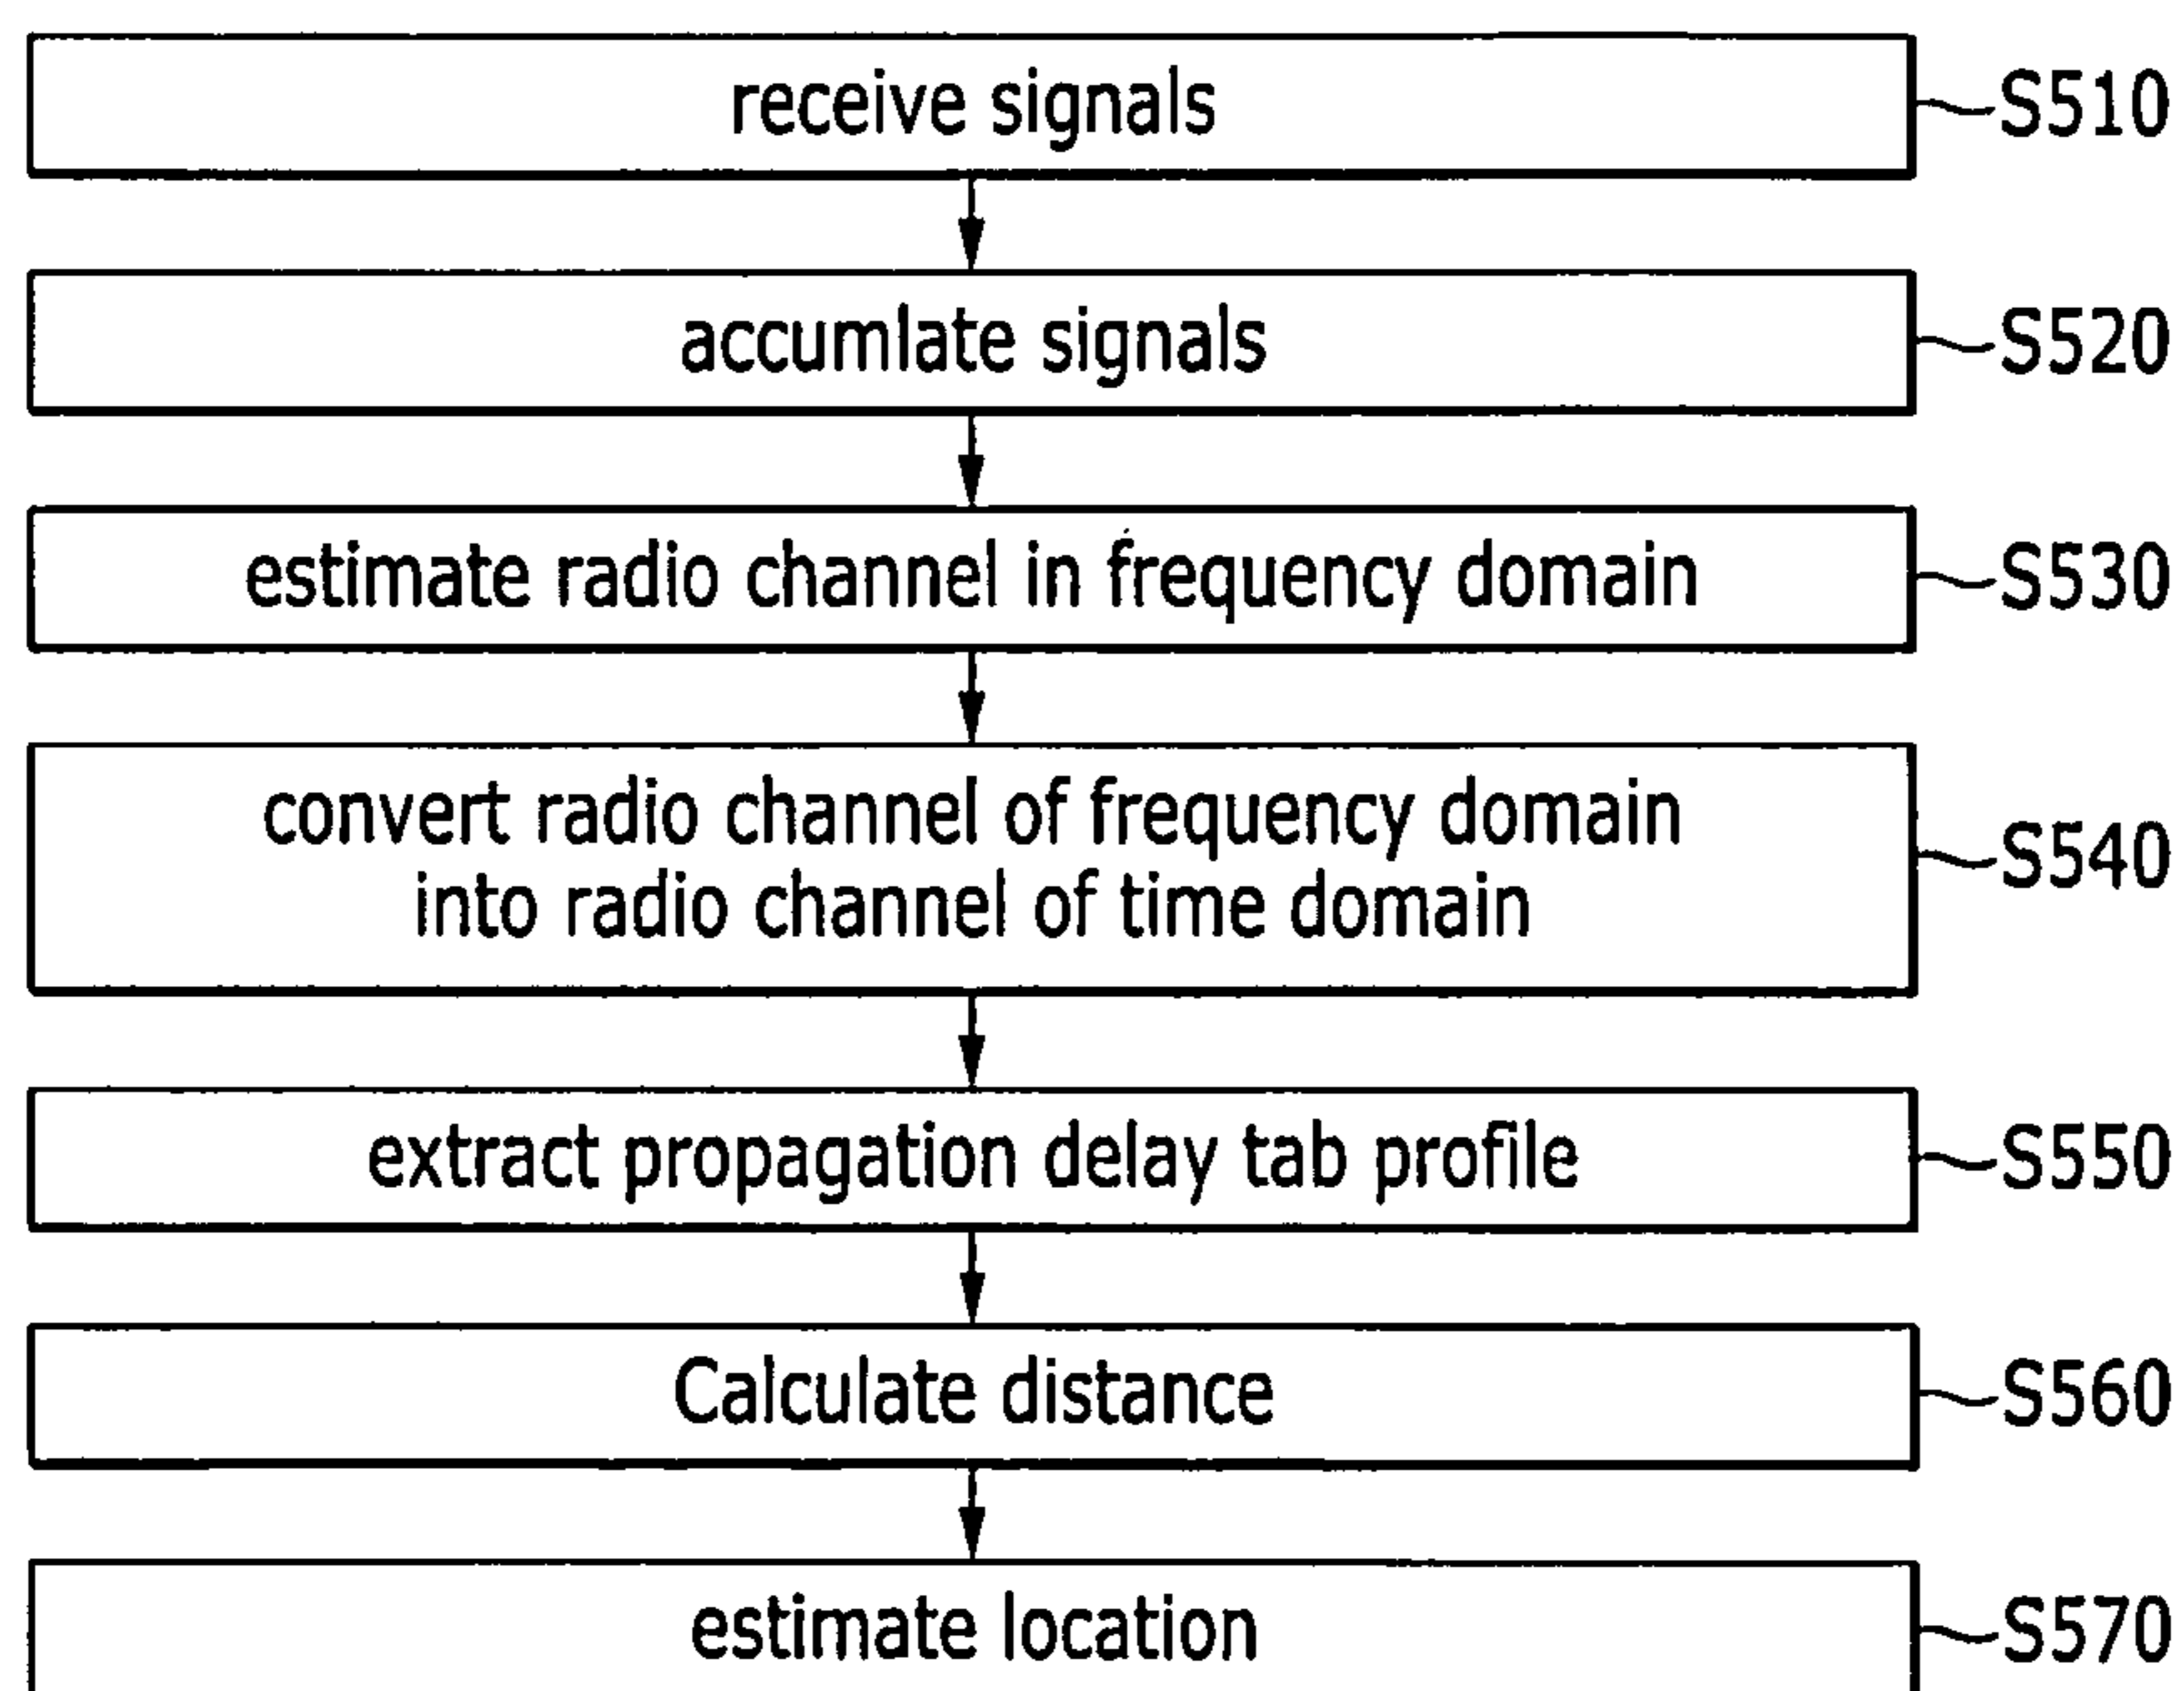 receive signals
S510
accumlate signals
S520
estimate radio channel in frequency domain
S530
convert radio channel of frequency domain
into radio channel of time domain
S540
extract propagation delay tab profile
S550
Calculate distance
S560
estimate location
S570